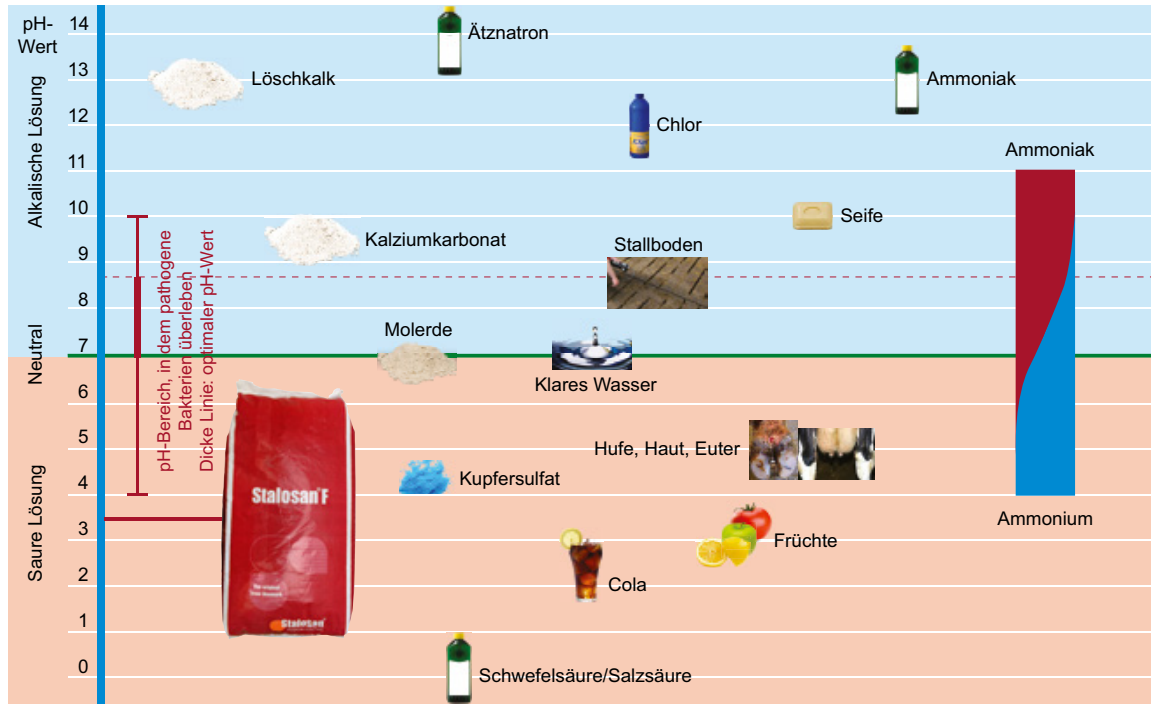 pH-
Wert
14
13
12
11
10
9
8
7
6
5
4
3
2
1
0
Alkalische Lösung
Neutral
Saure Lösung
pH-Bereich, in dem pathogene
Bakterien überleben
Dicke Linie: optimaler pH-Wert
Ätznatron
Löschkalk
Ammoniak
Chlor
Ammoniak
Seife
Kalziumkarbonat
Stallboden
Molerde
Klares Wasser
Hufe, Haut, Euter
Kupfersulfat
Stalosan F
Ammonium
Früchte
Cola
Stalosan
Schwefelsäure/Salzsäure